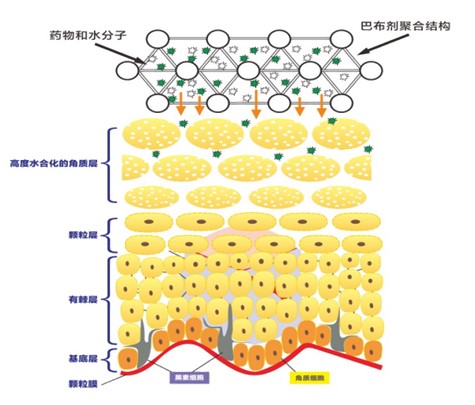 药物和水分子
巴布剂聚合结构
高度水合化的角质层
颗粒层
有棘层
基底层
颗粒膜
黑素细胞
角质细胞